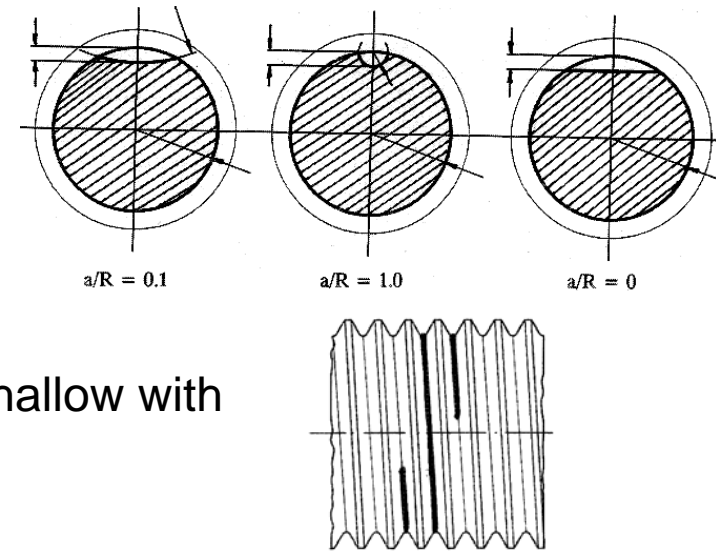 a/R = 0.1
a/R = 1.0
a/R = 0
hallow with